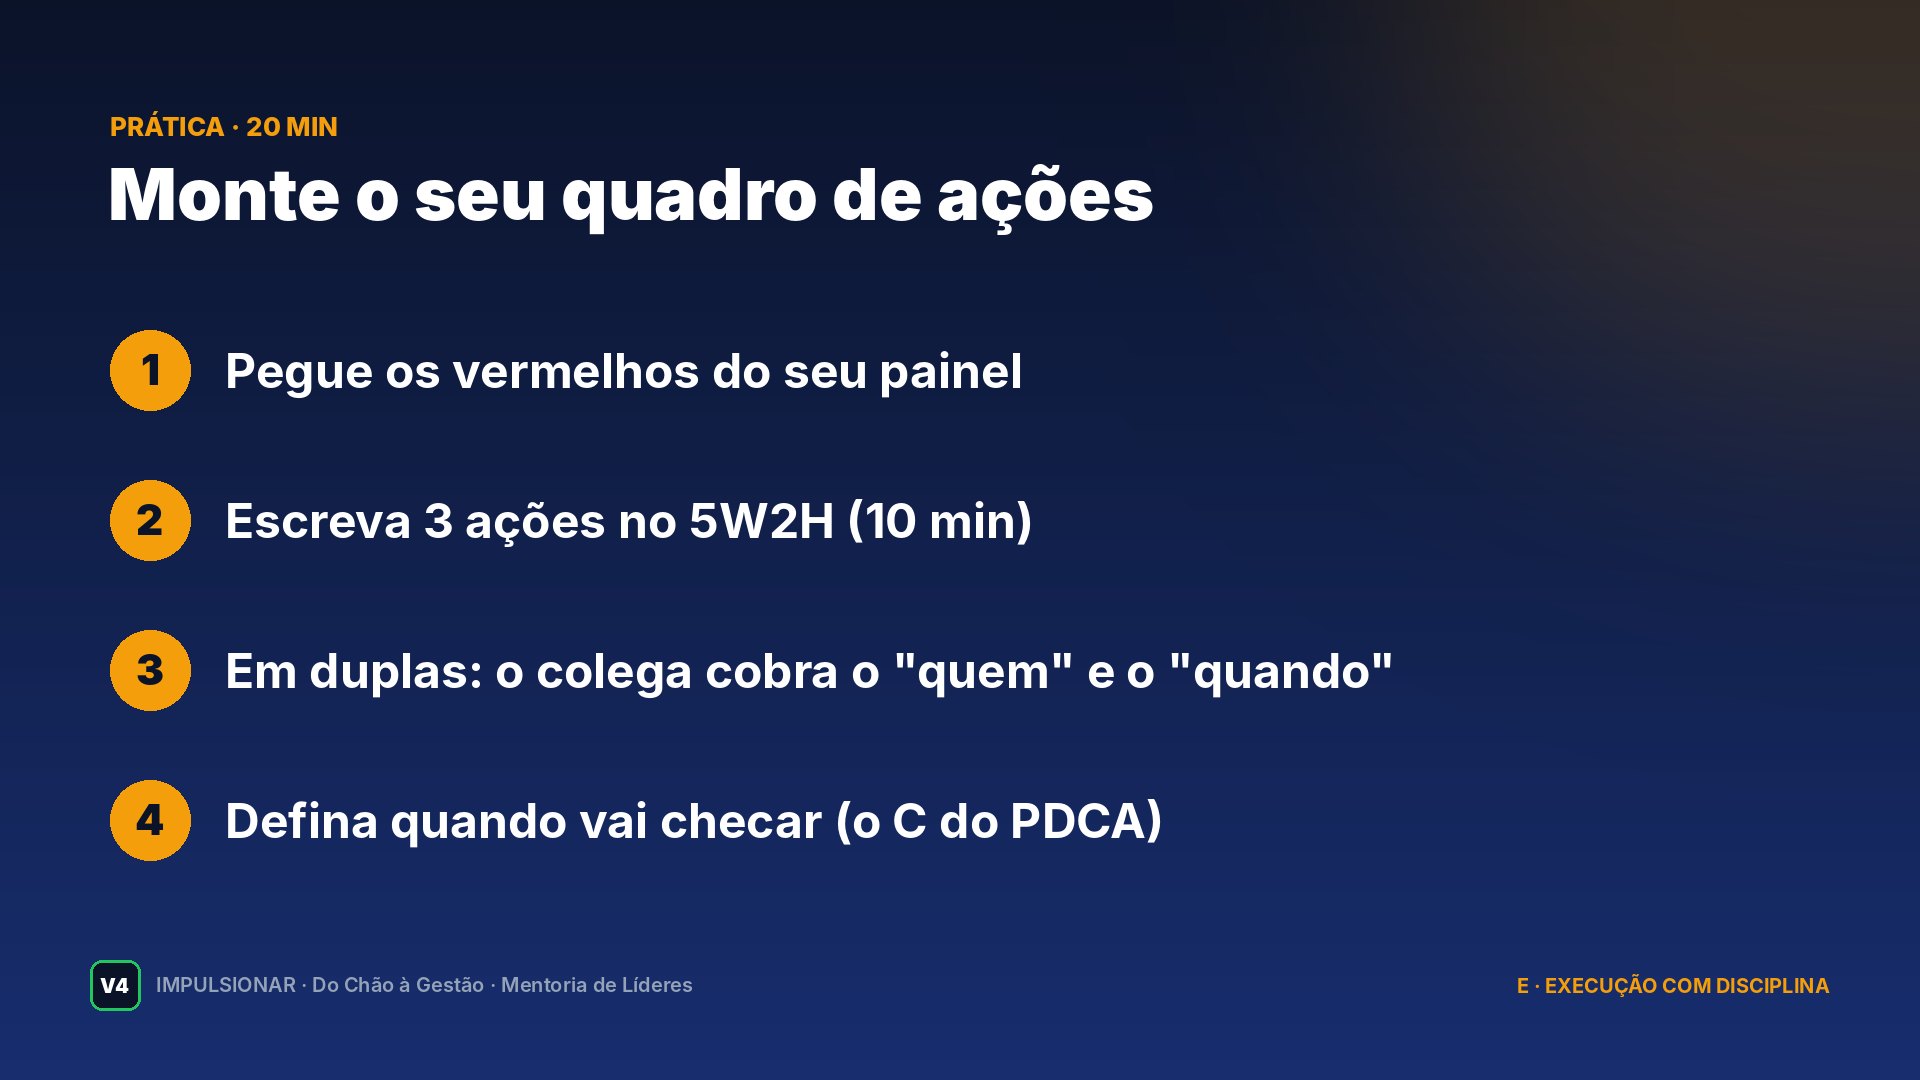 PRÁTICA · 20 MIN
Monte o seu quadro de ações
1 Pegue os vermelhos do seu painel
2 Escreva 3 ações no 5W2H (10 min)
3 Em duplas: o colega cobra o "quem" e o "quando"
4 Defina quando vai checar (o C do PDCA)
V4 IMPULSIONAR · Do Chão à Gestão · Mentoria de Líderes
E · EXECUÇÃO COM DISCIPLINA